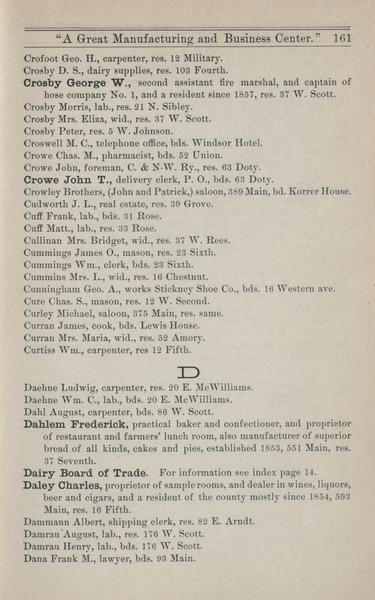 "A Great Manufacturing and Business Center." 161
Crofoot Geo. H., carpenter, res. 12 Military.
Crosby D. S., dairy supplies, res. 103 Fourth.
Crosby George W., second assistant fire marshal, and captain of
hose company No. 1, and a resident since 1857, res. 37 W. Scott.
Crosby Morris, lab., res. 21 N. Sibley.
Crosby Mrs. Eliza, wid., res. 37 W. Scott.
Crosby Peter, res. 5 W. Johnson.
Croswell M. C., telephone office, bds. Windsor Hotel.
Crowe Chas. M., pharmacist, bds. 52 Union.
Crowe John, foreman, C. & N-W. Ry., res. 63 Doty.
Crowe John T., delivery clerk, P. O., bds. 63 Doty.
Crowley Brothers, (John and Patrick,) saloon, 389 Main, bd. Korrer House.
Cudworth J. L., real estate, res. 39 Grove.
Cuff Frank, lab., bds. 31 Rose.
Cuff Matt., lab., res. 33 Rose.
Cullinan Mrs. Bridget, wid., res. 37 W. Rees.
Cummings James O., mason, res. 23 Sixth.
Cummings Wm., clerk, bds. 23 Sixth.
Cummins Mrs. L., wid., res. 16 Chestnut.
Cunningham Geo. A., works Stickney Shoe Co., bds. 16 Western ave.
Cure Chas. S., mason, res. 12 W. Second.
Curley Michael, saloon, 375 Main, res. same.
Curran James, cook, bds. Lewis House.
Curran Mrs. Maria, wid., res. 52 Amory.
Curtiss Wm., carpenter, res 12 Fifth.
D
Daehne Ludwig, carpenter, res. 20 E. McWilliams.
Daehne Wm. C., lab., bds. 20 E. McWilliams.
Dahl August, carpenter, bds. 86 W. Scott.
Dahlem Frederick, practical baker and confectioner, and proprietor
of restaurant and farmers' lunch room, also manufacturer of superior
bread of all kinds, cakes and pies, established 1853, 551 Main, res.
37 Seventh.
Dairy Board of Trade. For information see index page 14.
Daley Charles, proprietor of sample rooms, and dealer in wines, liquors,
beer and cigars, and a resident of the county mostly since 1854, 593
Main, res. 16 Fifth.
Dammann Albert, shipping clerk, res. 82 E. Arndt.
Damrau August, lab., res. 176 W. Scott.
Damrau Henry, lab., bds. 176 W. Scott.
Dana Frank M., lawyer, bds. 93 Main.